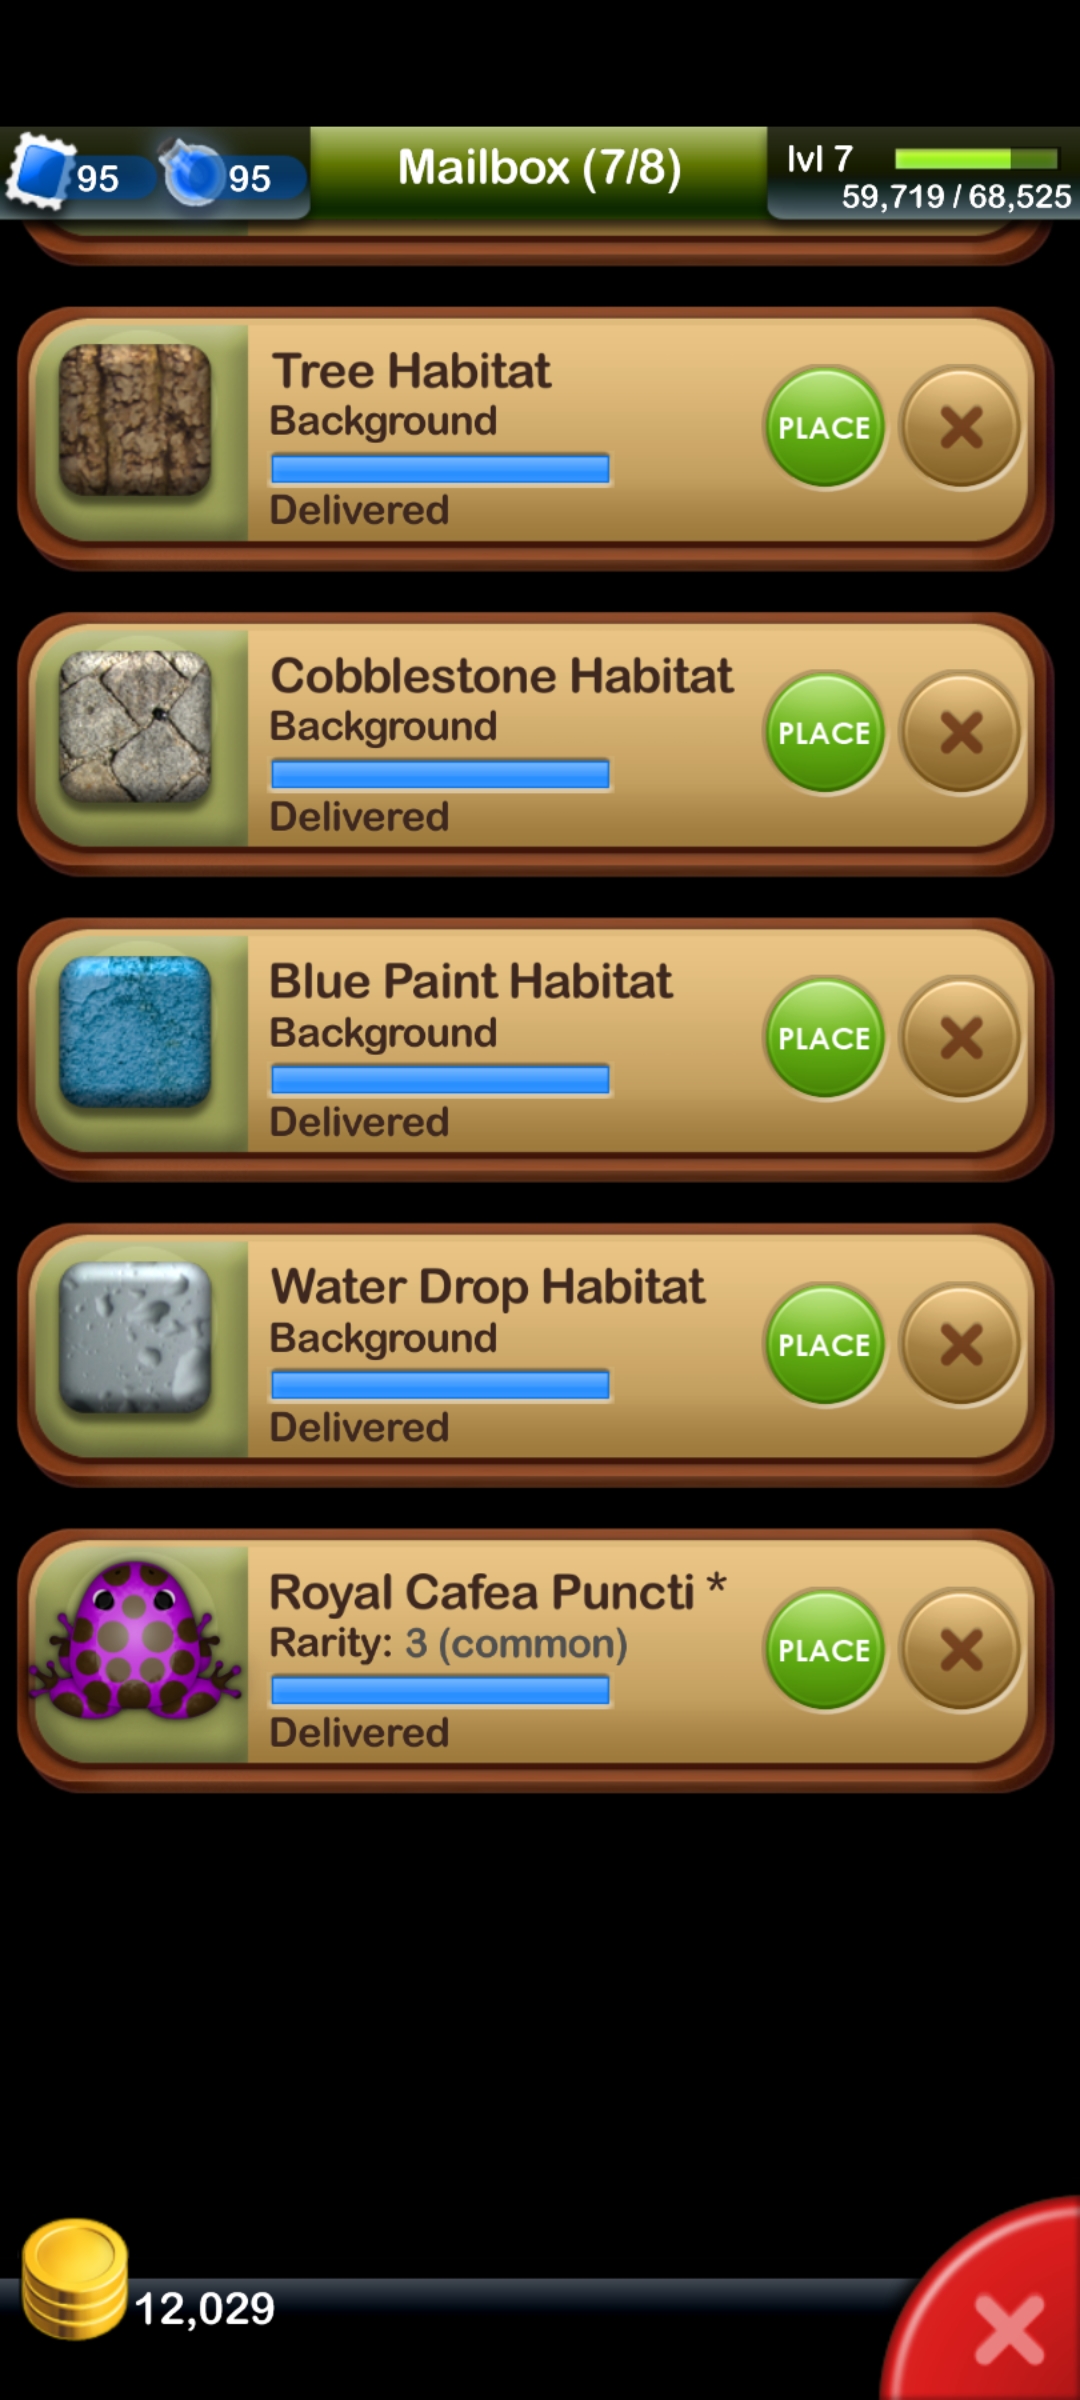 95
95
Mailbox (7/8)
lvl 7
59,719 / 68,525
Tree Habitat
Background
Delivered
PLACE
Cobblestone Habitat
Background
Delivered
PLACE
Blue Paint Habitat
Background
Delivered
PLACE
Water Drop Habitat
Background
Delivered
PLACE
Royal Cafea Puncti *
Rarity: 3 (common)
Delivered
PLACE
12,029